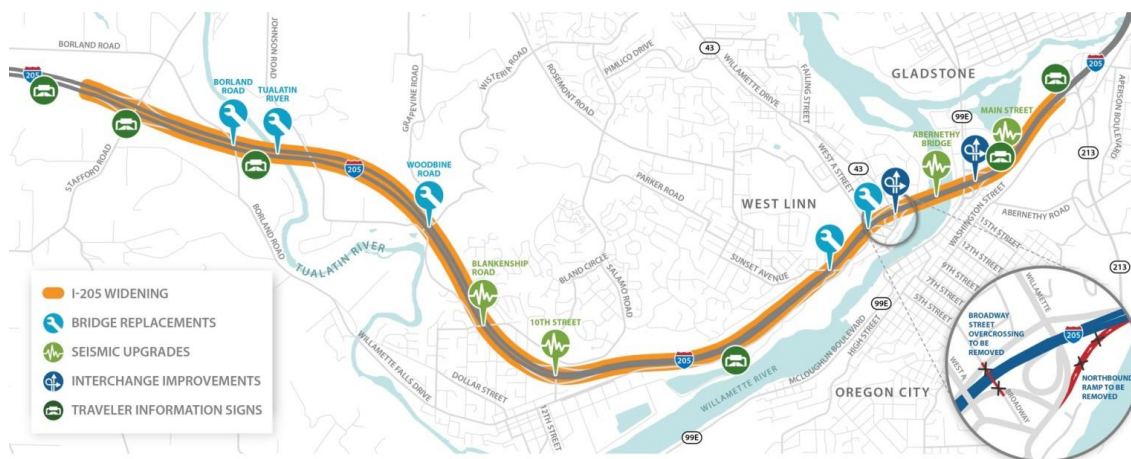 BORLAND ROAD
JOHNSON ROAD
205
STAFFORD ROAD
BORLAND
ROAD
TUALATIN
RIVER
BORLAND ROAD
TUALATIN RIVER
205
GRAPEVINE ROAD
WISTERIA ROAD
WOODBINE
ROAD
ROSEMONT ROAD
PIMLICO DRIVE
43
WILLAMETTE DRIVE
FAILING STREET
GLADSTONE
205
99E
MAIN STREET
APERSON BOULEVARD
213
ABERNETHY
BRIDGE
WEST A STREET
43
PARKER ROAD
WEST LINN
SUNSET AVENUE
BLAND CIRCLE
SALAMO ROAD
BLANKENSHIP
ROAD
10TH STREET
DOLLAR STREET
12TH STREET
WILLAMETTE FALLS DRIVE
205
WILLAMETTE RIVER
99E
99E
MCLOUGHLIN BOULEVARD
HIGH STREET
OREGON CITY
WASHINGTON STREET
ABERNETHY ROAD
15TH STREET
12TH STREET
9TH STREET
7TH STREET
5TH STREET
213
I-205 WIDENING
BRIDGE REPLACEMENTS
SEISMIC UPGRADES
INTERCHANGE IMPROVEMENTS
TRAVELER INFORMATION SIGNS
BROADWAY
STREET
OVERCROSSING
TO BE
REMOVED
WILLAMETTE
205
WEST A
BROADWAY
NORTHBOUND
RAMP TO BE
REMOVED